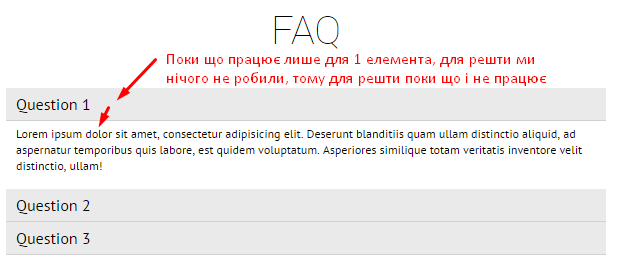 FAQ
Поки що працює лише для 1 елемента, для решти ми
нічого не робили, тому для решти поки що і не працює
Question 1
Lorem ipsum dolor sit amet, consectetur adipisicing elit. Deserunt blanditiis quam ullam distinctio aliquid, ad
aspernatur temporibus quis labore, est quidem voluptatum. Asperiores similique totam veritatis inventore velit
distinctio, ullam!
Question 2
Question 3